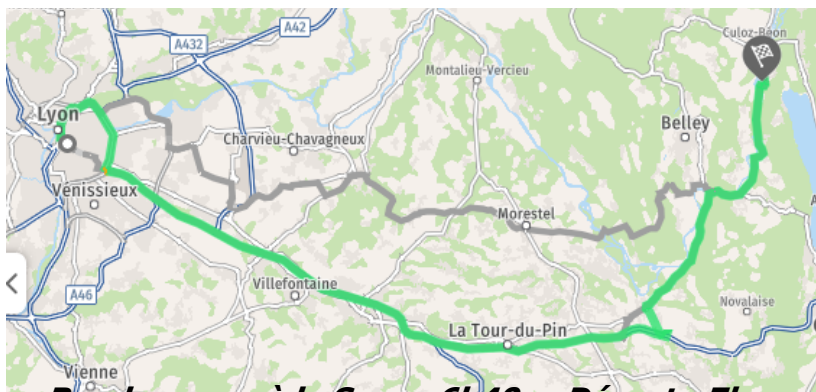 A42
A432
Culoz-Béon
Montalieu-Vercieu
Lyon
Charvieu-Chavagneux
Belley
Vénissieux
Morestel
A46
Villefontaine
Novalaise
La Tour-du-Pin
Vienne